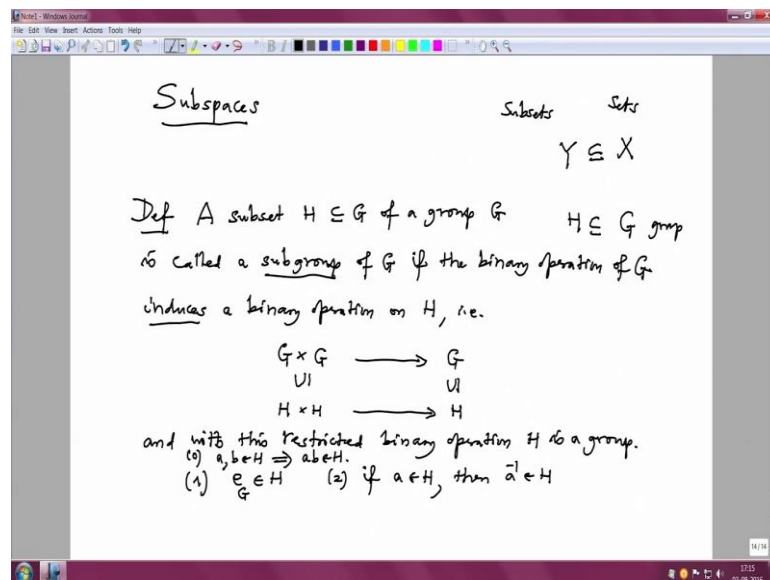 Note1 - Windows Journal
File Edit View Insert Actions Tools Help
Subspaces
Subsets Sets
Y ⊆ X
Def A subset H ⊆ G of a group G H ⊆ G group
is called a subgroup of G if the binary operation of G
induces a binary operation on H, i.e.
G × G ⟶ G
UI UI
H × H ⟶ H
and with this restricted binary operation H is a group.
(0) a, b ∈ H ⟹ ab ∈ H.
(1) e_G ∈ H (2) if a ∈ H, then a⁻¹ ∈ H
14/14
17:15